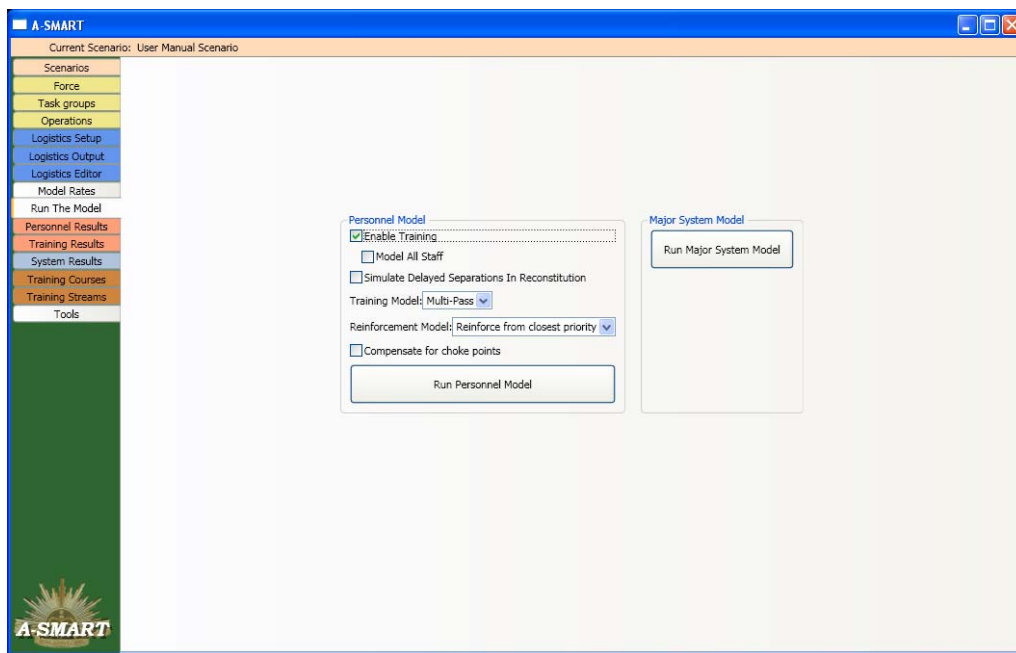 A-SMART
Current Scenario: User Manual Scenario
Scenarios
Force
Task groups
Operations
Logistics Setup
Logistics Output
Logistics Editor
Model Rates
Run The Model
Personnel Results
Training Results
System Results
Training Courses
Training Streams
Tools
Personnel Model
Enable Training
Model All Staff
Simulate Delayed Separations In Reconstitution
Training Model: Multi-Pass
Reinforcement Model: Reinforce from closest priority
Compensate for choke points
Run Personnel Model
Major System Model
Run Major System Model
A-SMART